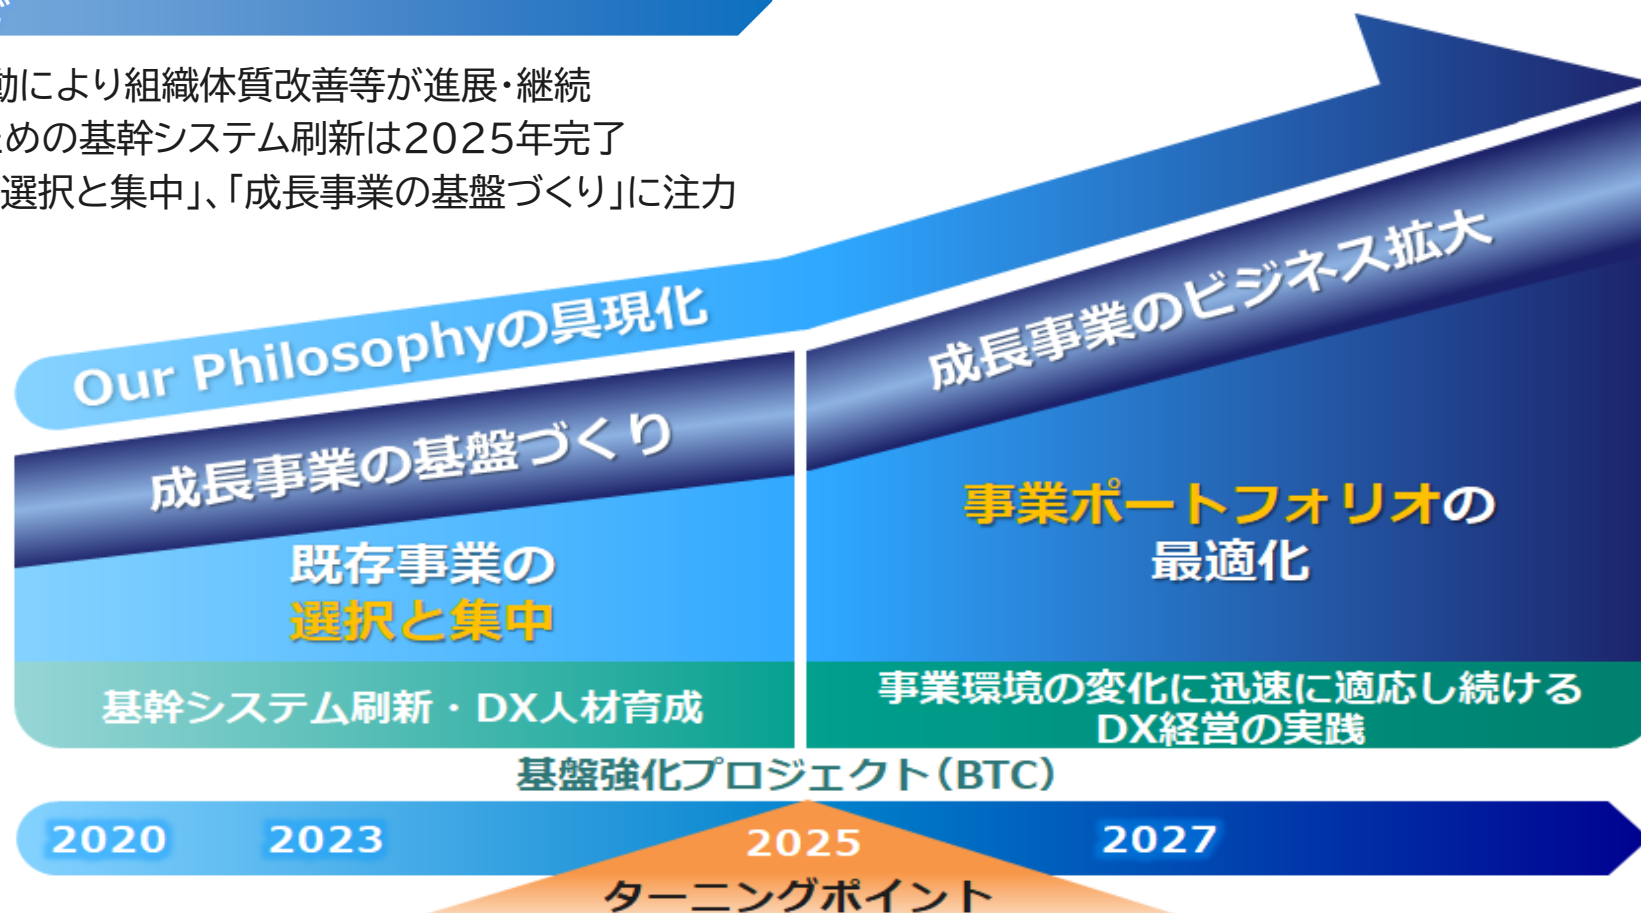 動により組織体質改善等が進展・継続
ための基幹システム刷新は2025年完了
選択と集中」、「成長事業の基盤づくり」に注力
Our Philosophyの具現化
成長事業の基盤づくり
成長事業のビジネス拡大
既存事業の
選択と集中
事業ポートフォリオの
最適化
基幹システム刷新・DX人材育成
事業環境の変化に迅速に適応し続ける
DX経営の実践
基盤強化プロジェクト(BTC)
2020 2023 2025 2027
ターニングポイント